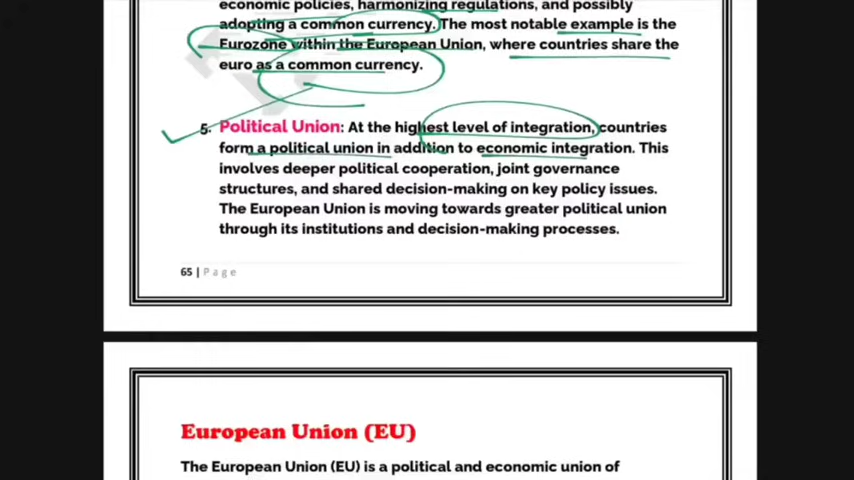 economic policies, harmonizing regulations, and possibly
adopting a common currency. The most notable example is the
Eurozone within the European Union, where countries share the
euro as a common currency.
5. Political Union: At the highest level of integration, countries
form a political union in addition to economic integration. This
involves deeper political cooperation, joint governance
structures, and shared decision-making on key policy issues.
The European Union is moving towards greater political union
through its institutions and decision-making processes.
65 | Page
European Union (EU)
The European Union (EU) is a political and economic union of